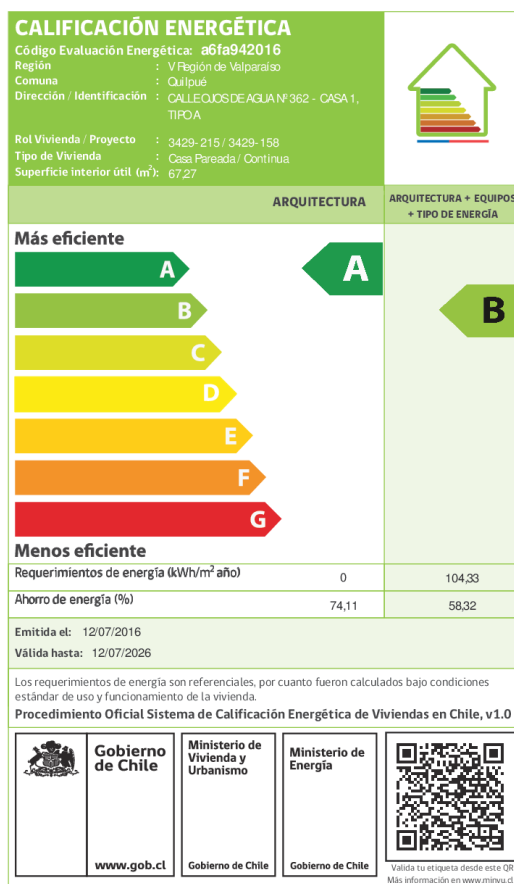 CALIFICACIÓN ENERGÉTICA
Código Evaluación Energética: a6fa942016
Región : V Región de Valparaíso
Comuna : Quilpué
Dirección / Identificación : CALLE OJOS DE AGUA Nº 362 - CASA 1,
TIPO A
Rol Vivienda / Proyecto : 3429-215 / 3429-158
Tipo de Vivienda : Casa Pareada / Continua
Superficie interior útil (m²): 67,27
ARQUITECTURA
ARQUITECTURA + EQUIPOS
+ TIPO DE ENERGÍA
Más eficiente
A
A
B
B
C
D
E
F
G
Menos eficiente
Requerimientos de energía (kWh/m² año) 0 104,33
Ahorro de energía (%) 74,11 58,32
Emitida el: 12/07/2016
Válida hasta: 12/07/2026
Los requerimientos de energía son referenciales, por cuanto fueron calculados bajo condiciones
estándar de uso y funcionamiento de la vivienda.
Procedimiento Oficial Sistema de Calificación Energética de Viviendas en Chile, v1.0
Gobierno
de Chile
www.gob.cl
Ministerio de
Vivienda y
Urbanismo
Gobierno de Chile
Ministerio de
Energía
Gobierno de Chile
Valida tu etiqueta desde este QR
Más información en www.minvu.cl